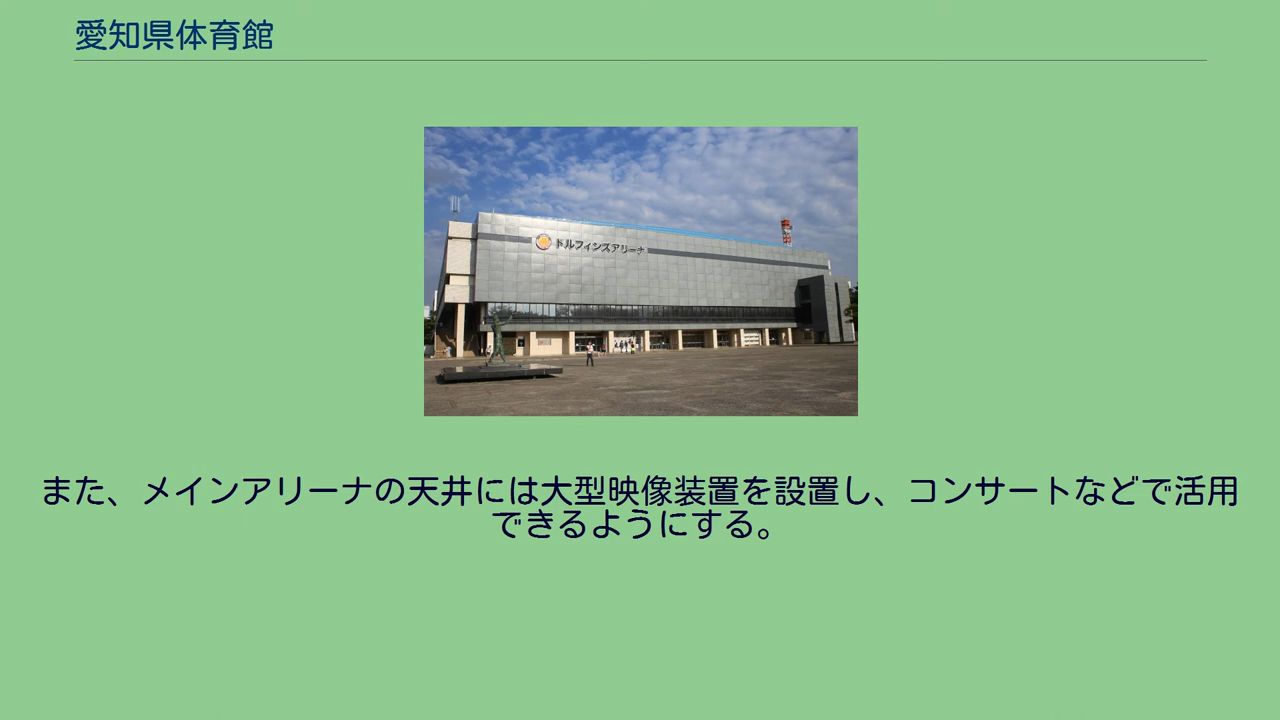 愛知県体育館
ドルフィンズアリーナ
また、メインアリーナの天井には大型映像装置を設置し、コンサートなどで活用
できるようにする。